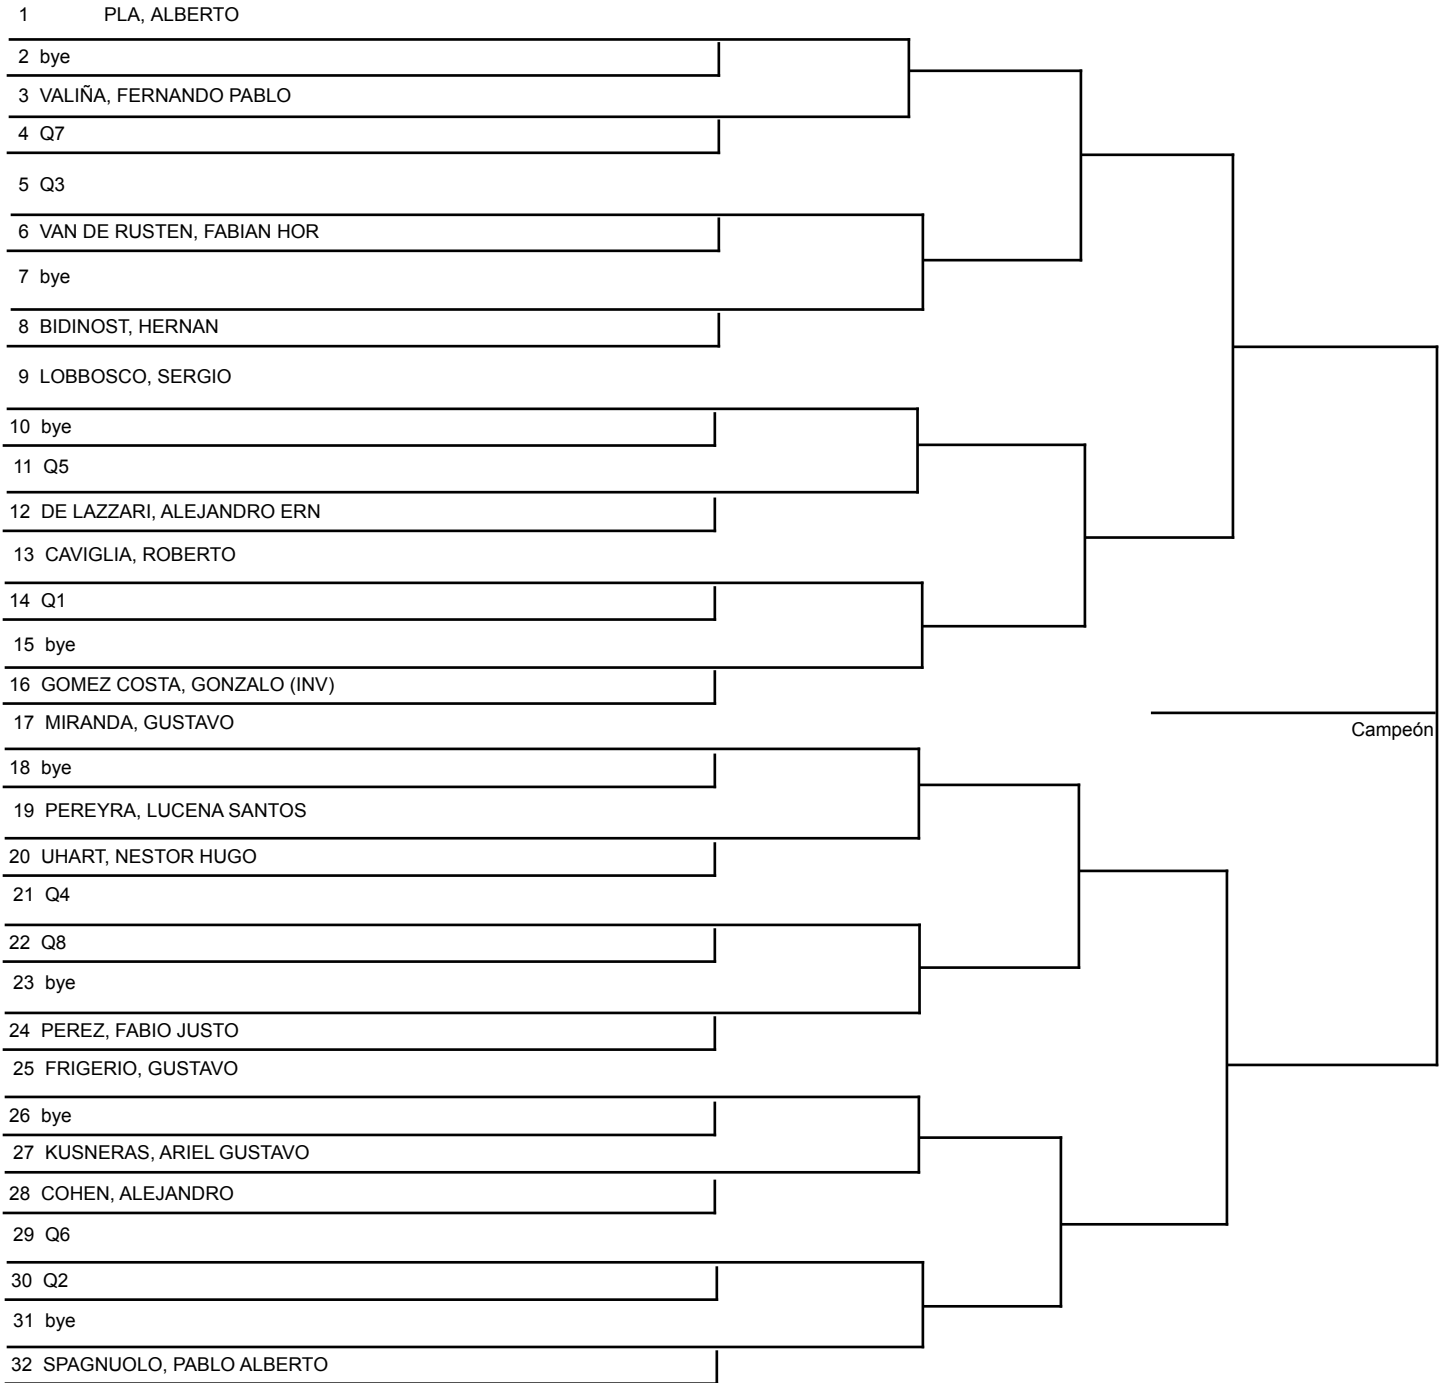 1 PLA, ALBERTO
2 bye
3 VALIÑA, FERNANDO PABLO
4 Q7
5 Q3
6 VAN DE RUSTEN, FABIAN HOR
7 bye
8 BIDINOST, HERNAN
9 LOBBOSCO, SERGIO
10 bye
11 Q5
12 DE LAZZARI, ALEJANDRO ERN
13 CAVIGLIA, ROBERTO
14 Q1
15 bye
16 GOMEZ COSTA, GONZALO (INV)
17 MIRANDA, GUSTAVO
Campeón
18 bye
19 PEREYRA, LUCENA SANTOS
20 UHART, NESTOR HUGO
21 Q4
22 Q8
23 bye
24 PEREZ, FABIO JUSTO
25 FRIGERIO, GUSTAVO
26 bye
27 KUSNERAS, ARIEL GUSTAVO
28 COHEN, ALEJANDRO
29 Q6
30 Q2
31 bye
32 SPAGNUOLO, PABLO ALBERTO